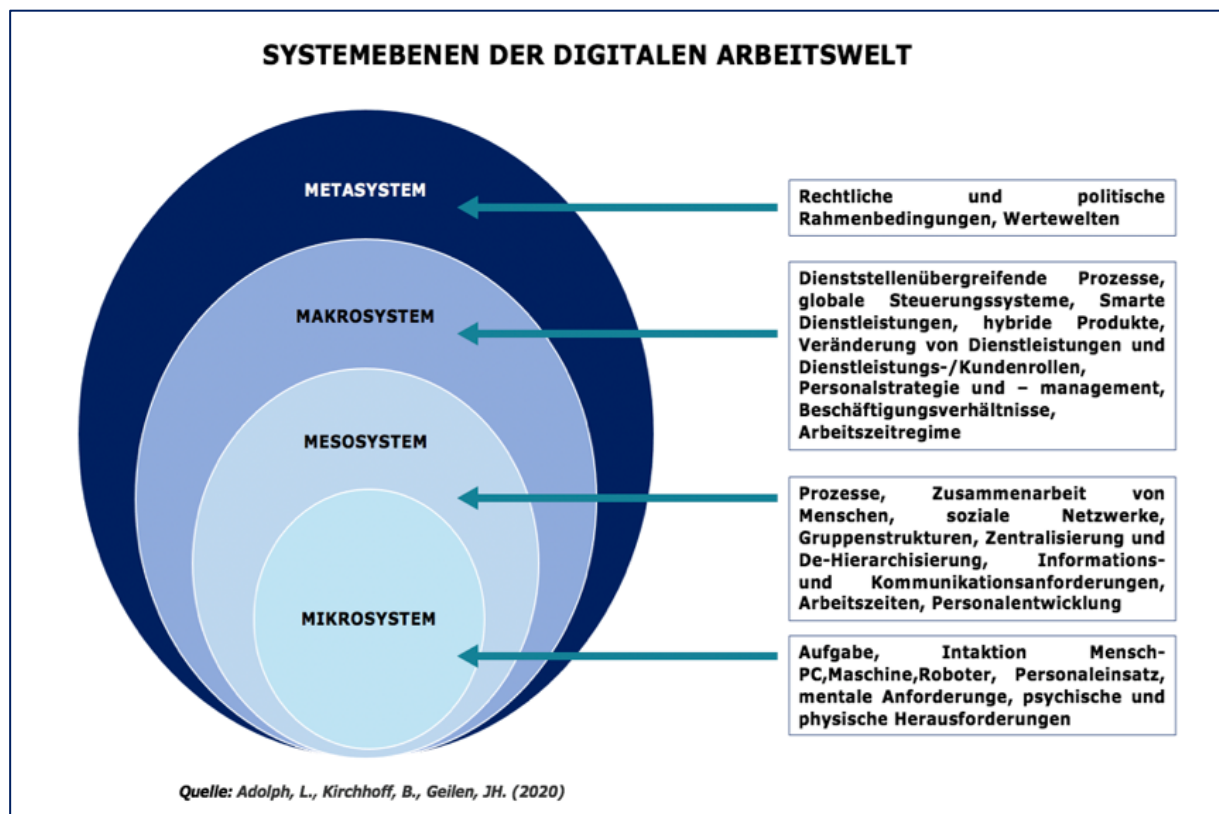 SYSTEMEBENEN DER DIGITALEN ARBEITSWELT
METASYSTEM
Rechtliche und politische
Rahmenbedingungen, Wertewelten
MAKROSYSTEM
Dienststellenübergreifende Prozesse,
globale Steuerungssysteme, Smarte
Dienstleistungen, hybride Produkte,
Veränderung von Dienstleistungen und
Dienstleistungs-/Kundenrollen,
Personalstrategie und – management,
Beschäftigungsverhältnisse,
Arbeitszeitregime
MESOSYSTEM
Prozesse, Zusammenarbeit von
Menschen, soziale Netzwerke,
Gruppenstrukturen, Zentralisierung und
De-Hierarchisierung, Informations-
und Kommunikationsanforderungen,
Arbeitszeiten, Personalentwicklung
MIKROSYSTEM
Aufgabe, Intaktion Mensch-
PC,Maschine,Roboter, Personaleinsatz,
mentale Anforderunge, psychische und
physische Herausforderungen
Quelle: Adolph, L., Kirchhoff, B., Geilen, JH. (2020)